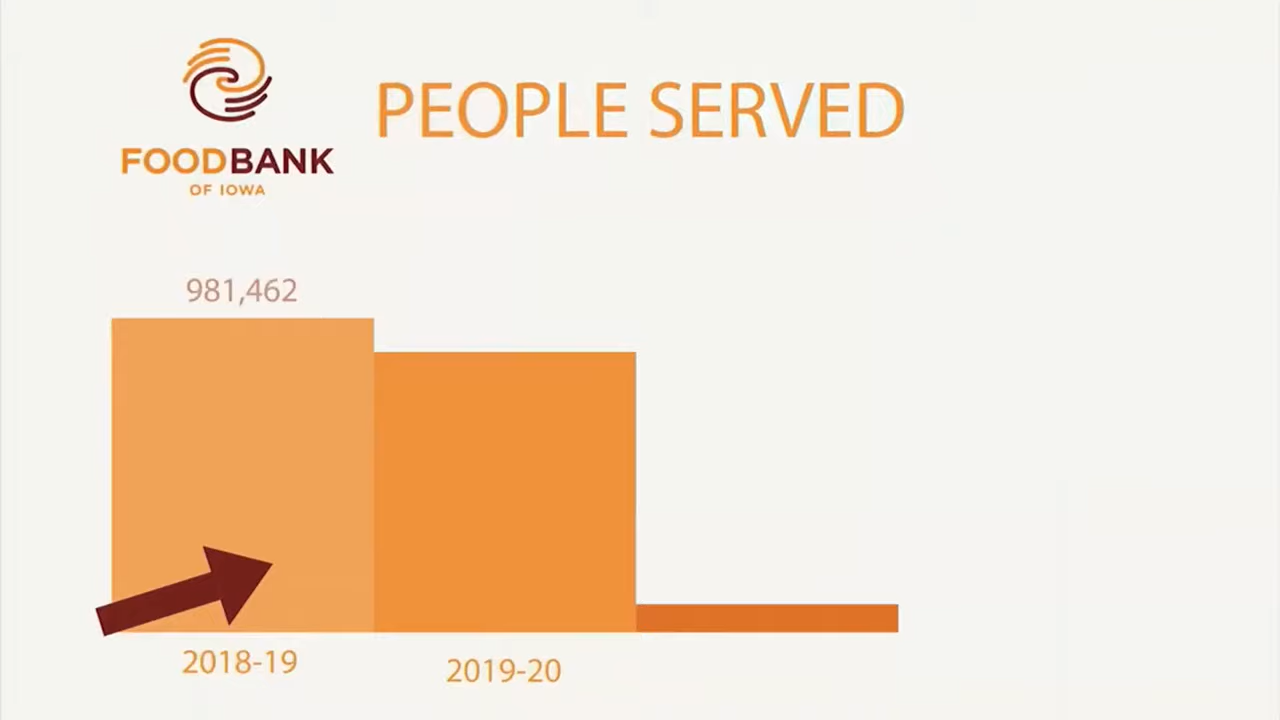 PEOPLE SERVED
FOODBANK
OF IOWA
981,462
2018-19
2019-20